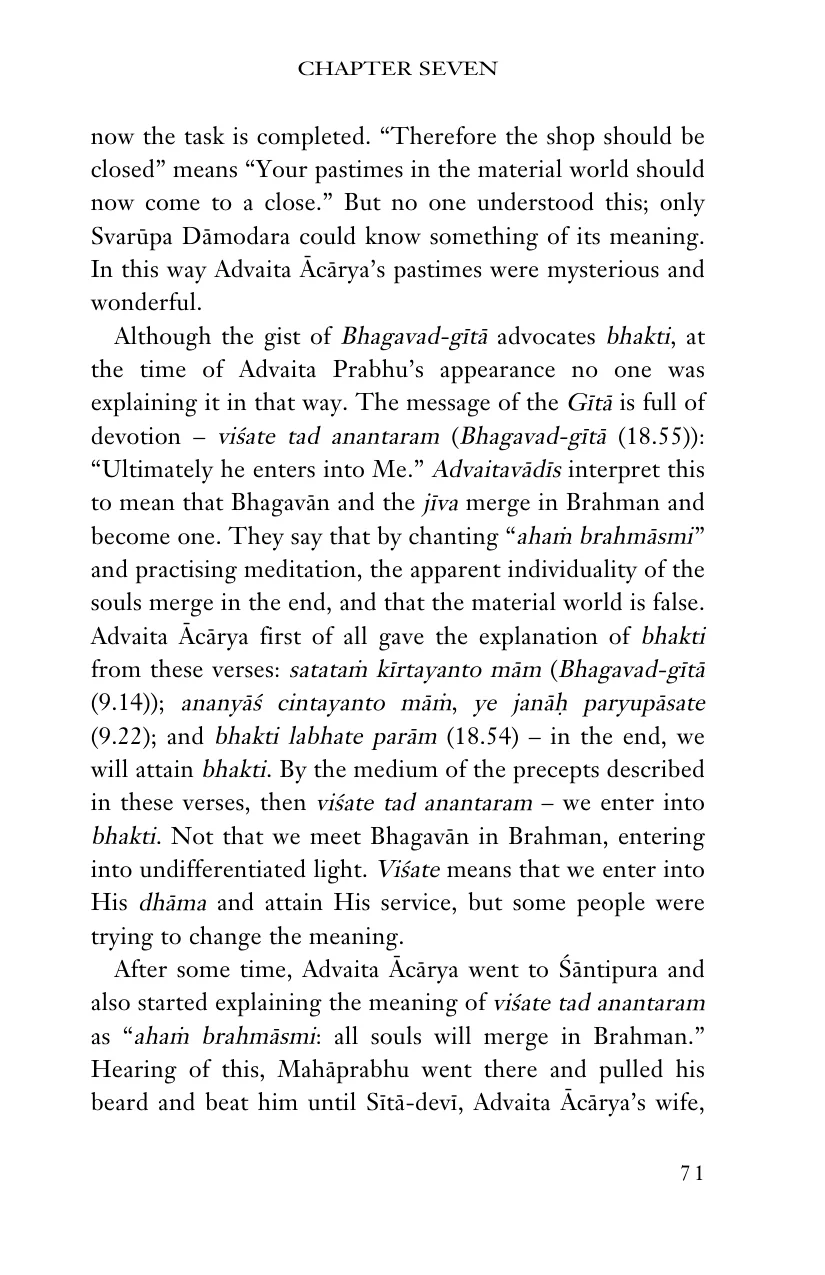 CHAPTER SEVEN
now the task is completed. “Therefore the shop should be
closed” means “Your pastimes in the material world should
now come to a close.” But no one understood this; only
Svarūpa Dāmodara could know something of its meaning.
In this way Advaita Ācārya’s pastimes were mysterious and
wonderful.
Although the gist of Bhagavad-gītā advocates bhakti, at
the time of Advaita Prabhu’s appearance no one was
explaining it in that way. The message of the Gītā is full of
devotion – viśate tad anantaram (Bhagavad-gītā (18.55)):
“Ultimately he enters into Me.” Advaitavādīs interpret this
to mean that Bhagavān and the jīva merge in Brahman and
become one. They say that by chanting “ahaṁ brahmāsmi”
and practising meditation, the apparent individuality of the
souls merge in the end, and that the material world is false.
Advaita Ācārya first of all gave the explanation of bhakti
from these verses: satataṁ kīrtayanto mām (Bhagavad-gītā
(9.14)); ananyāś cintayanto māṁ, ye janāḥ paryupāsate
(9.22); and bhakti labhate parām (18.54) – in the end, we
will attain bhakti. By the medium of the precepts described
in these verses, then viśate tad anantaram – we enter into
bhakti. Not that we meet Bhagavān in Brahman, entering
into undifferentiated light. Viśate means that we enter into
His dhāma and attain His service, but some people were
trying to change the meaning.
After some time, Advaita Ācārya went to Śāntipura and
also started explaining the meaning of viśate tad anantaram
as “ahaṁ brahmāsmi: all souls will merge in Brahman.”
Hearing of this, Mahāprabhu went there and pulled his
beard and beat him until Sītā-devī, Advaita Ācārya’s wife,
71